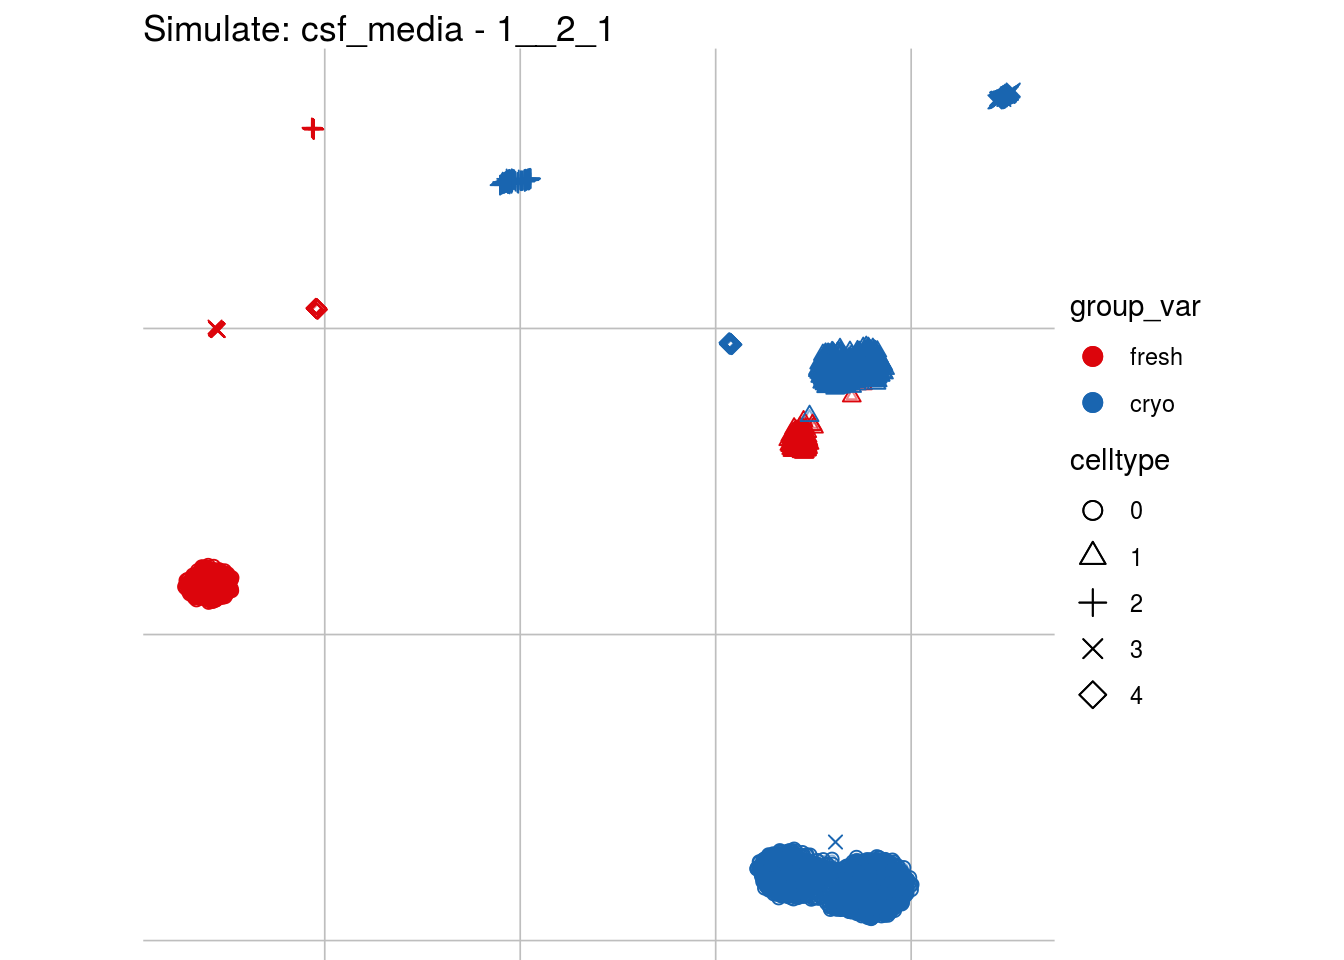 Simulate: csf_media - 1__2_1
group_var
fresh
cryo
celltype
0
1
2
3
4